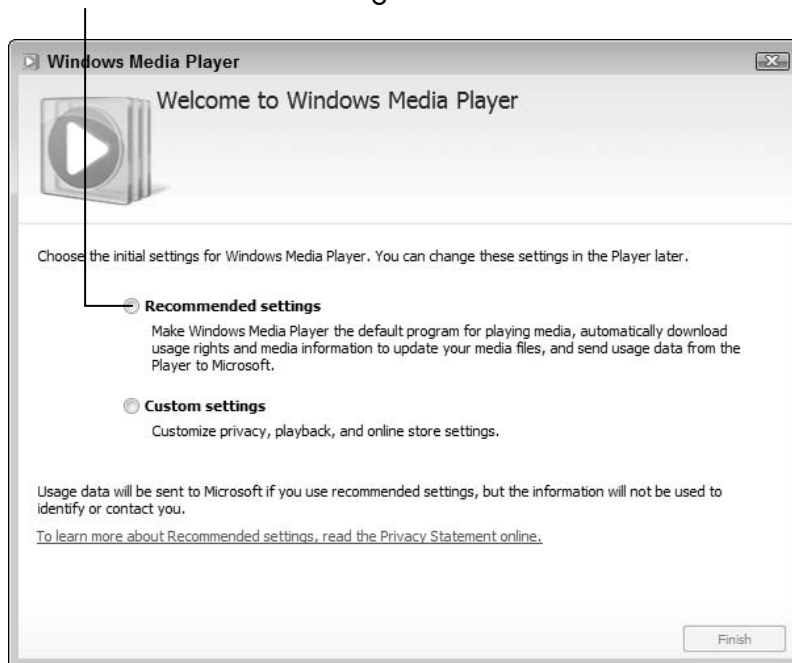 Windows Media Player
Welcome to Windows Media Player
Choose the initial settings for Windows Media Player. You can change these settings in the Player later.
Recommended settings
Make Windows Media Player the default program for playing media, automatically download
usage rights and media information to update your media files, and send usage data from the
Player to Microsoft.
Custom settings
Customize privacy, playback, and online store settings.
Usage data will be sent to Microsoft if you use recommended settings, but the information will not be used to
identify or contact you.
To learn more about Recommended settings, read the Privacy Statement online.
Finish